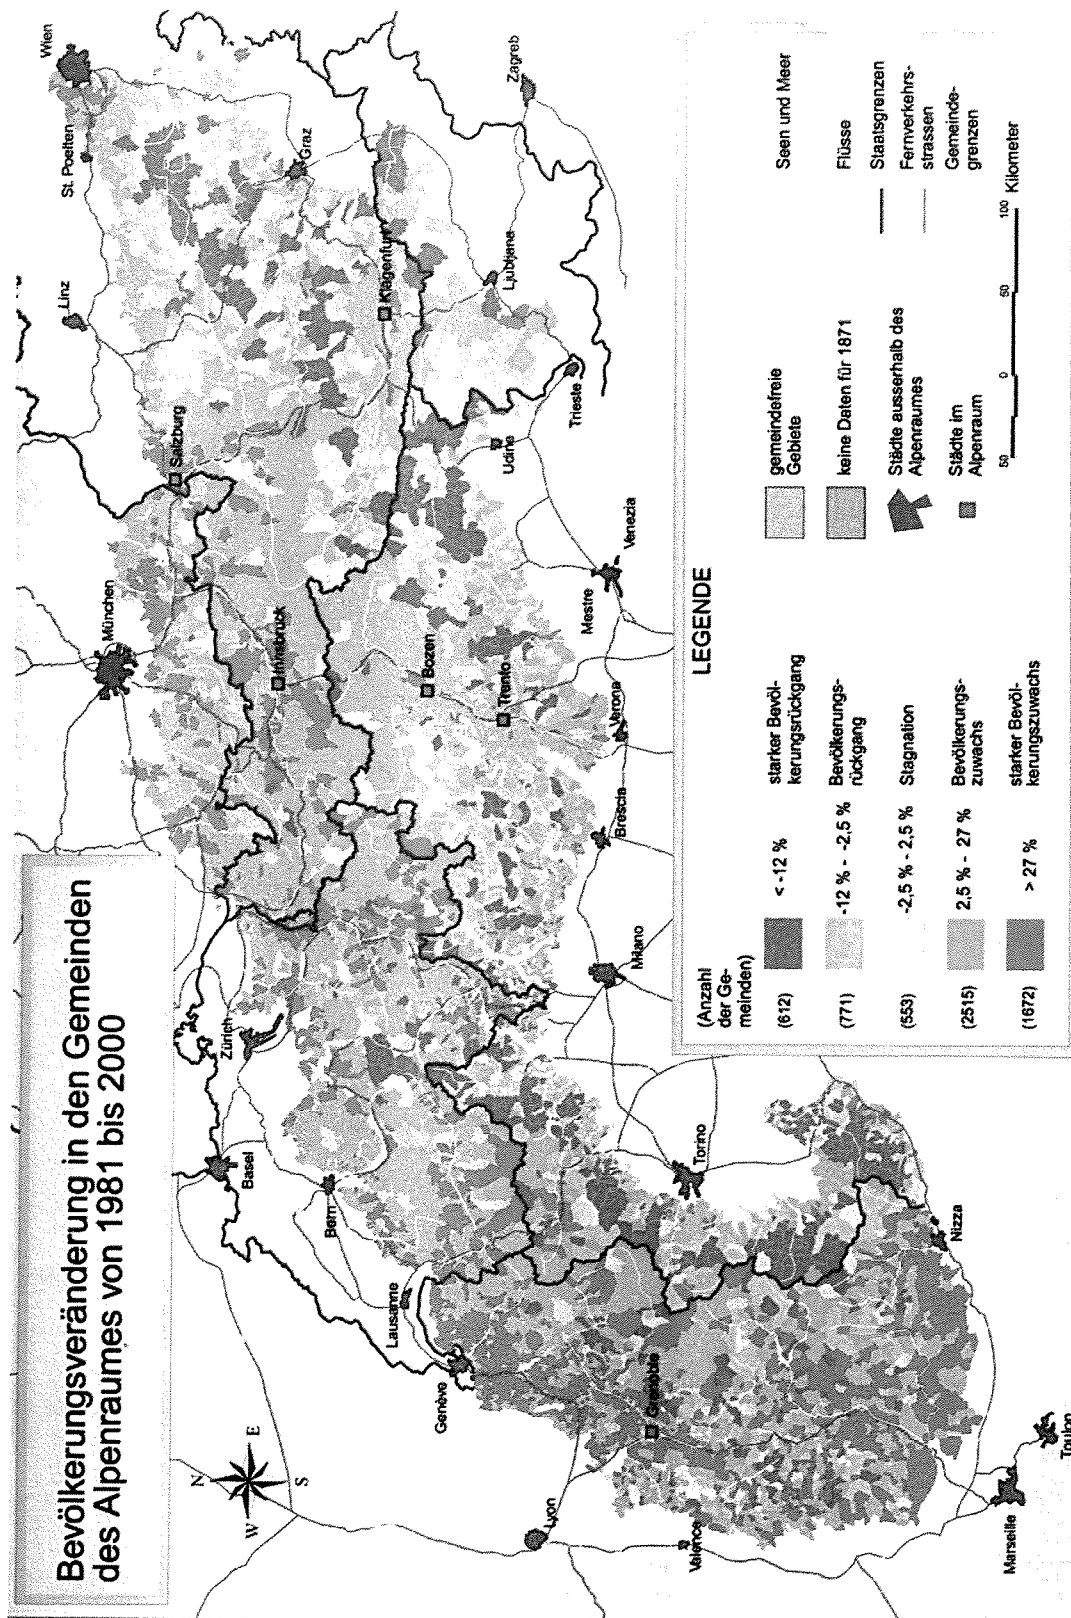 Bevölkerungsveränderung in den Gemeinden
des Alpenraumes von 1981 bis 2000
N
W
E
S
Wien
St. Poelten
Linz
Salzburg
München
Graz
Zagreb
Klagenfurt
Ljubljana
Trieste
Udine
Venezia
Mestre
Innsbruck
Bozen
Trento
Verona
Brescia
Milano
Zürich
Basel
Bern
Lausanne
Genève
Torino
Grenoble
Lyon
Valence
Nizza
Marseille
Toulon
LEGENDE
(Anzahl
der Ge-
meinden)
(612) < -12 % starker Bevöl-
kerungsrückgang
(771) -12 % - -2,5 % Bevölkerungs-
rückgang
(553) -2,5 % - 2,5 % Stagnation
(2515) 2,5 % - 27 % Bevölkerungs-
zuwachs
(1672) > 27 % starker Bevöl-
kerungszuwachs
gemeindefreie
Gebiete
keine Daten für 1871
Städte ausserhalb des
Alpenraumes
Städte im
Alpenraum
Seen und Meer
Flüsse
Staatsgrenzen
Fernverkehrs-
strassen
Gemeinde-
grenzen
50 0 50 100
Kilometer